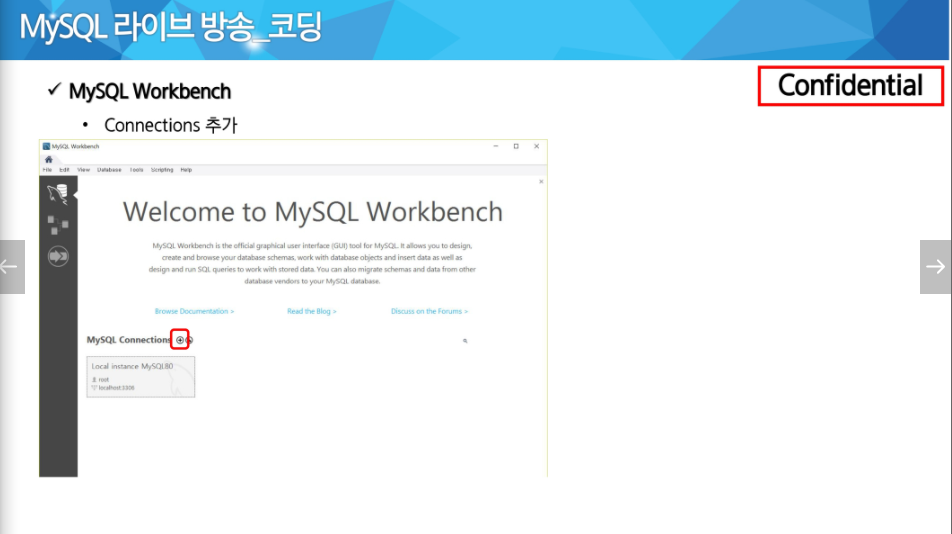 MySQL 라이브 방송_코딩
Confidential
✓ MySQL Workbench
• Connections 추가
MySQL Workbench
File Edit View Database Tools Scripting Help
Welcome to MySQL Workbench
MySQL Workbench is the official graphical user interface (GUI) tool for MySQL. It allows you to design,
create and browse your database schemas, work with database objects and insert data as well as
design and run SQL queries to work with stored data. You can also migrate schemas and data from other
database vendors to your MySQL database.
Browse Documentation > Read the Blog > Discuss on the Forums >
MySQL Connections
Local instance MySQL80
root
localhost:3306